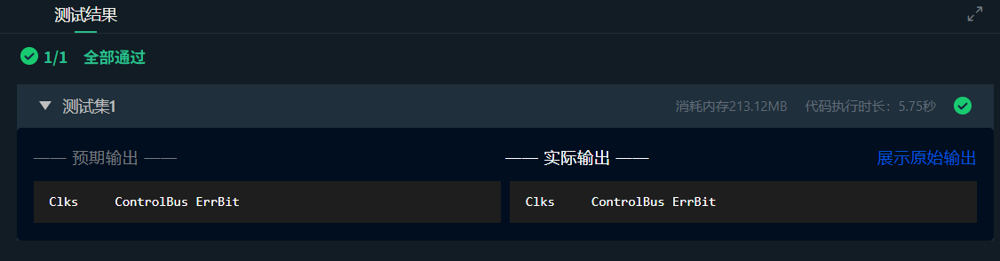 测试结果
1/1 全部通过
测试集1 消耗内存213.12MB 代码执行时长：5.75秒
—— 预期输出 —— —— 实际输出 —— 展示原始输出
Clks ControlBus ErrBit Clks ControlBus ErrBit